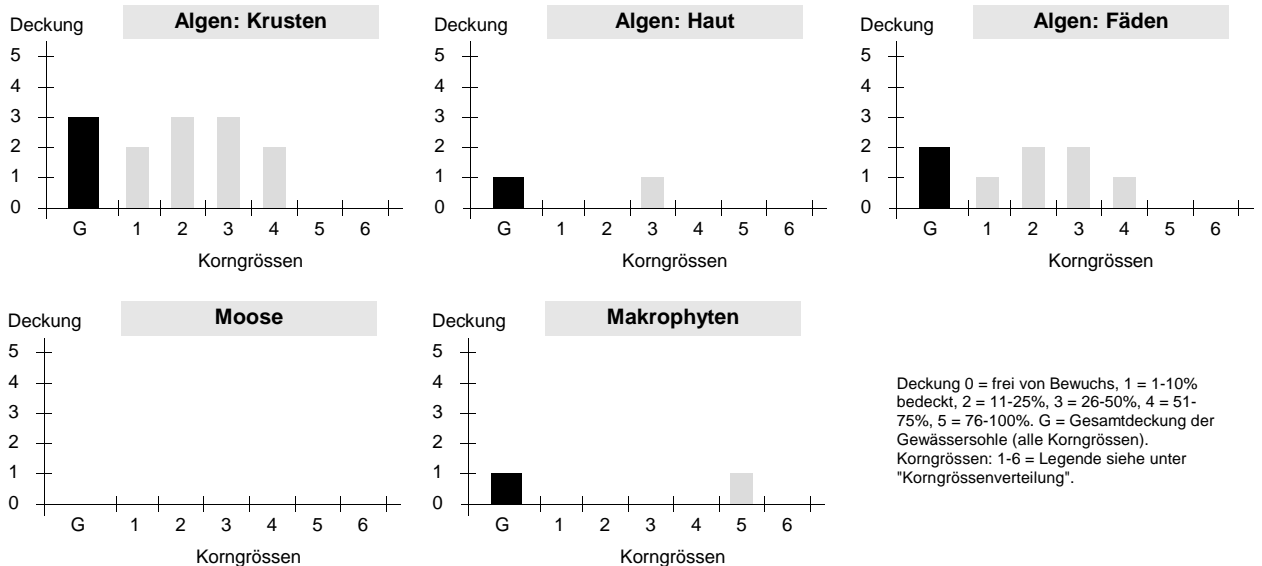 Deckung
Algen: Krusten
5
4
3
2
1
0
G 1 2 3 4 5 6
Korngrössen
Deckung
Algen: Haut
5
4
3
2
1
0
G 1 2 3 4 5 6
Korngrössen
Deckung
Algen: Fäden
5
4
3
2
1
0
G 1 2 3 4 5 6
Korngrössen
Deckung
Moose
5
4
3
2
1
0
G 1 2 3 4 5 6
Korngrössen
Deckung
Makrophyten
5
4
3
2
1
0
G 1 2 3 4 5 6
Korngrössen
Deckung 0 = frei von Bewuchs, 1 = 1-10%
bedeckt, 2 = 11-25%, 3 = 26-50%, 4 = 51-
75%, 5 = 76-100%. G = Gesamtdeckung der
Gewässersohle (alle Korngrössen).
Korngrössen: 1-6 = Legende siehe unter
"Korngrössenverteilung".